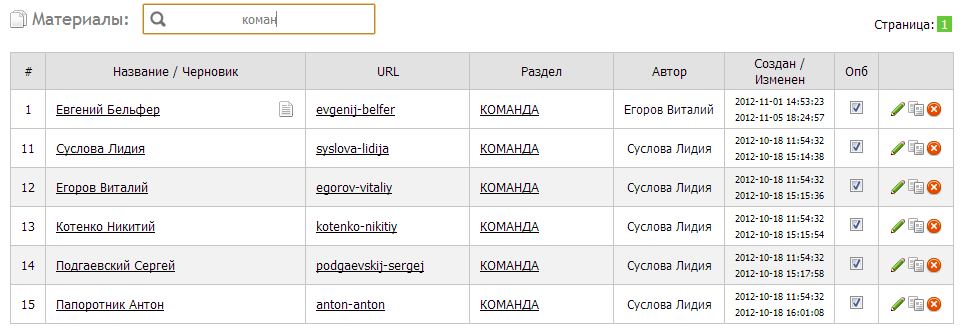 Материалы: коман
Страница: 1
# Название / Черновик URL Раздел Автор Создан / Изменен Опб
1 Евгений Бельфер evgenij-belfer КОМАНДА Егоров Виталий 2012-11-01 14:53:23
2012-11-05 18:24:57
11 Суслова Лидия syslova-lidija КОМАНДА Суслова Лидия 2012-10-18 11:54:32
2012-10-18 15:14:38
12 Егоров Виталий egorov-vitaliy КОМАНДА Суслова Лидия 2012-10-18 11:54:32
2012-10-18 15:15:36
13 Котенко Никитий kotenko-nikitiy КОМАНДА Суслова Лидия 2012-10-18 11:54:32
2012-10-18 15:15:54
14 Подгаевский Сергей podgaevskij-sergej КОМАНДА Суслова Лидия 2012-10-18 11:54:32
2012-10-18 15:17:58
15 Папоротник Антон anton-anton КОМАНДА Суслова Лидия 2012-10-18 11:54:32
2012-10-18 16:01:08